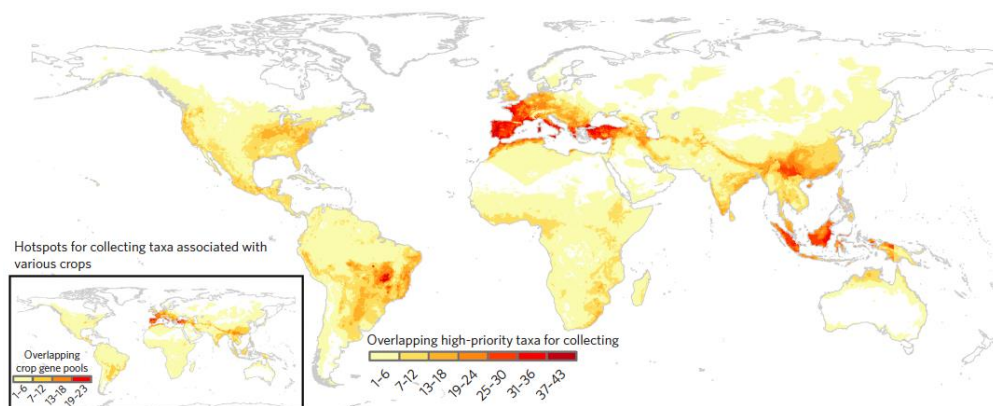 Hotspots for collecting taxa associated with
various crops
Overlapping
crop gene pools
1–6
7–12
13–18
19–23
Overlapping high-priority taxa for collecting
1–6
7–12
13–18
19–24
25–30
31–36
37–43